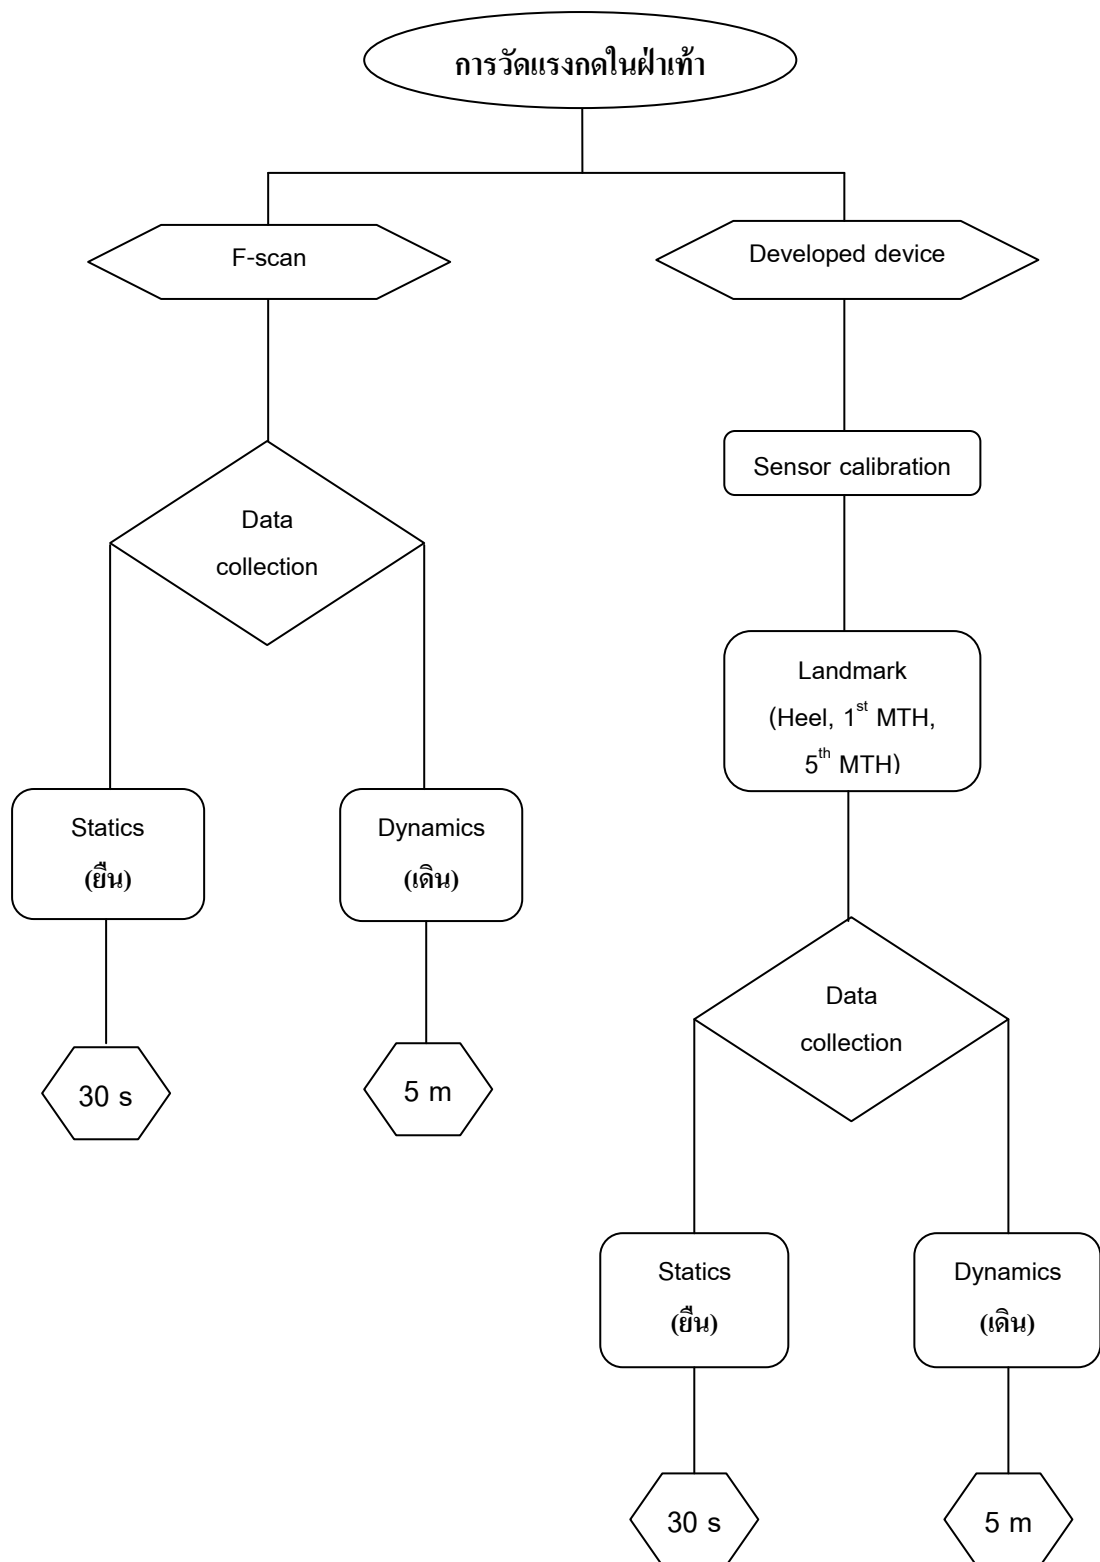 การวัดแรงกดในฝ่าเท้า
F-scan
Developed device
Sensor calibration
Data
collection
Landmark
(Heel, 1st MTH,
5th MTH)
Statics
(ยืน)
Dynamics
(เดิน)
30 s
5 m
Data
collection
Statics
(ยืน)
Dynamics
(เดิน)
30 s
5 m